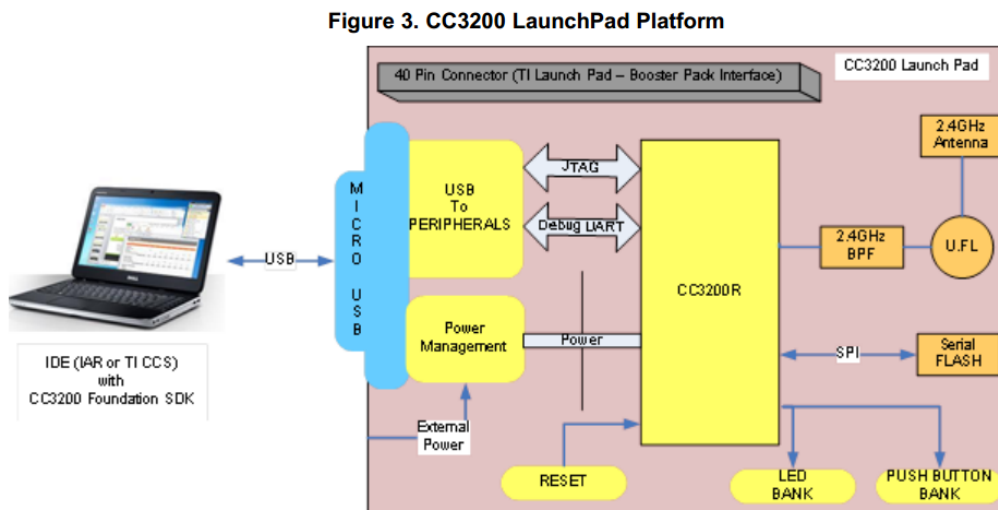 Figure 3. CC3200 LaunchPad Platform
40 Pin Connector (TI Launch Pad – Booster Pack Interface)
CC3200 Launch Pad
2.4GHz
Antenna
MICRO USB
USB
To
PERIPHERALS
JTAG
Debug UART
USB
CC3200R
2.4GHz
BPF
U.FL
Power
Management
Power
IDE (IAR or TI CCS)
with
CC3200 Foundation SDK
SPI
Serial
FLASH
External
Power
RESET
LED
BANK
PUSH BUTTON
BANK